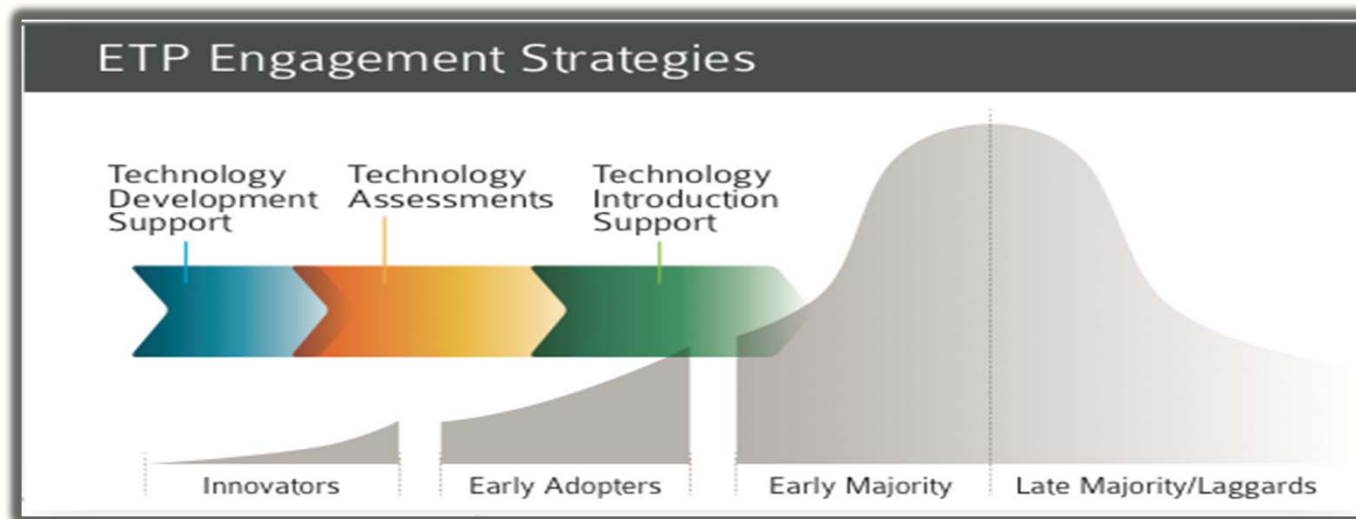 ETP Engagement Strategies
Technology
Development
Support
Technology
Assessments
Technology
Introduction
Support
Innovators
Early Adopters
Early Majority
Late Majority/Laggards